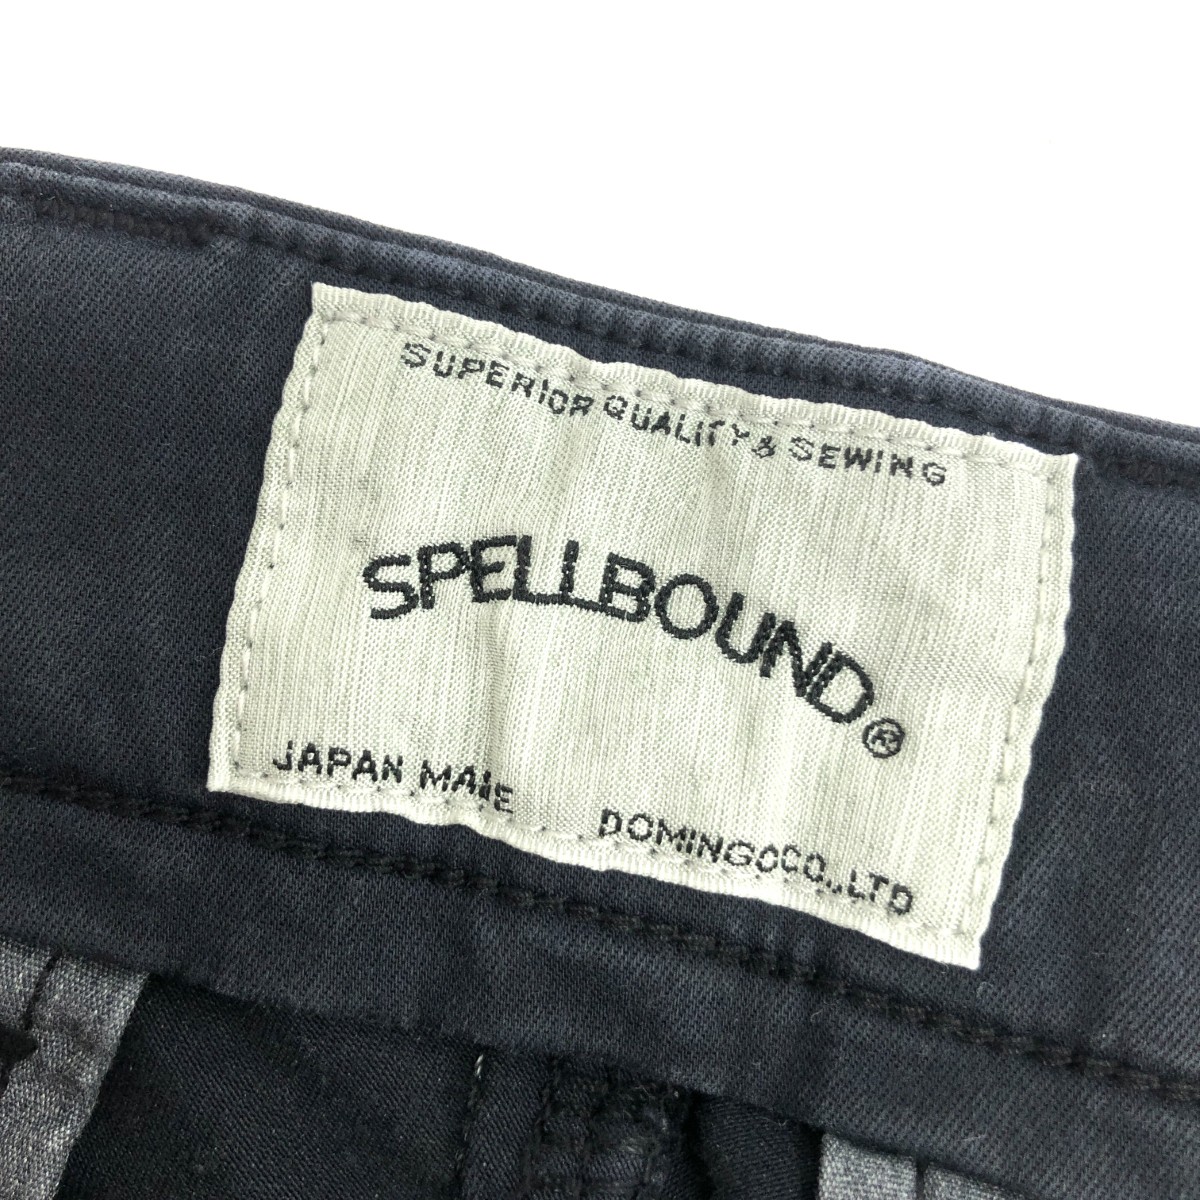 SUPERIOR QUALITY & SEWING
SPELLBOUND®
JAPAN MADE DOMINGO CO., LTD